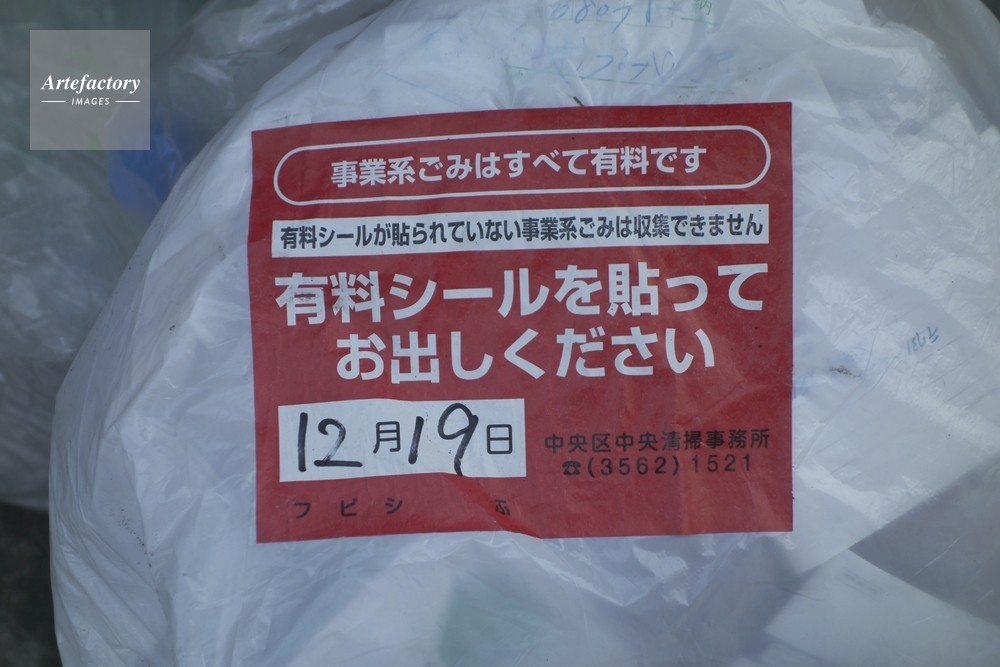 Artefactory
IMAGES
事業系ごみはすべて有料です
有料シールが貼られていない事業系ごみは収集できません
有料シールを貼って
お出しください
12月19日
中央区中央清掃事務所
☎(3562)1521
フビシ